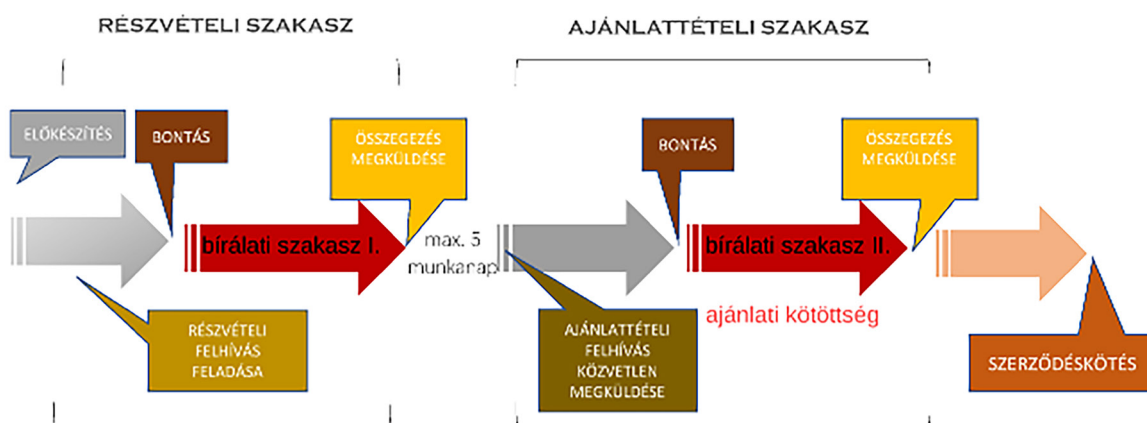 RÉSZVÉTELI SZAKASZ
AJÁNLATTÉTELI SZAKASZ
ELŐKÉSZÍTÉS
BONTÁS
ÖSSZEGEZÉS
MEGKÜLDÉSE
BONTÁS
ÖSSZEGEZÉS
MEGKÜLDÉSE
bírálati szakasz I.
max. 5
munkanap
bírálati szakasz II.
ajánlati kötöttség
RÉSZVÉTELI
FELHÍVÁS
FELADÁSA
AJÁNLATTÉTELI
FELHÍVÁS
KÖZVETLEN
MEGKÜLDÉSE
SZERZŐDÉSKÖTÉS